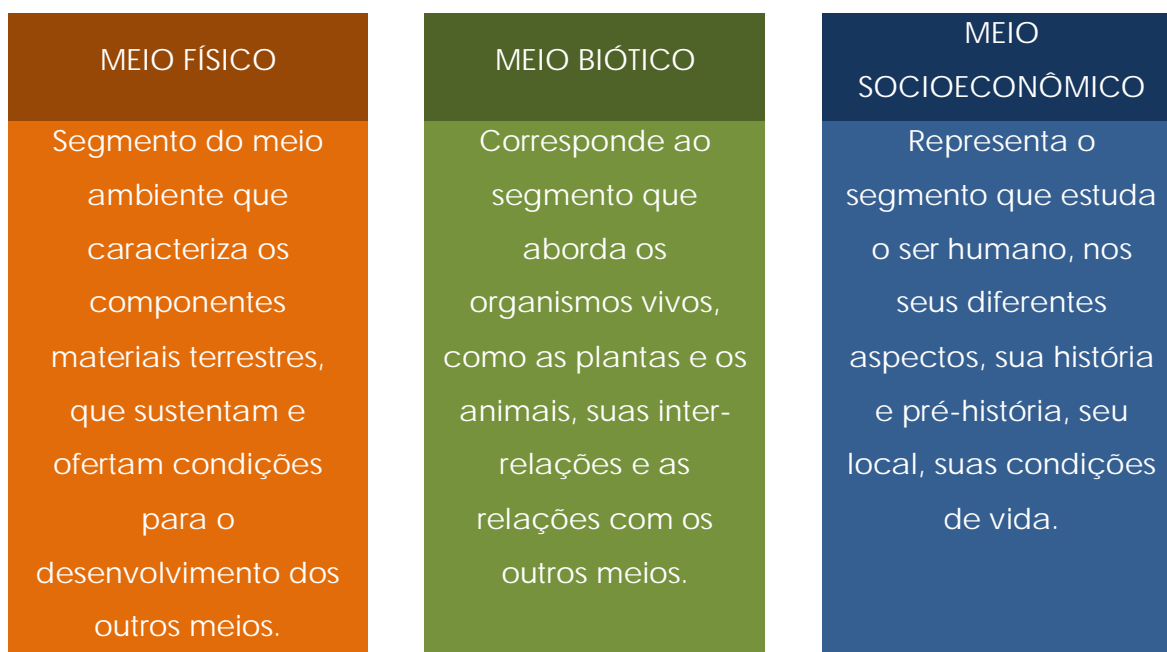 MEIO FÍSICO
Segmento do meio
ambiente que
caracteriza os
componentes
materiais terrestres,
que sustentam e
ofertam condições
para o
desenvolvimento dos
outros meios.
MEIO BIÓTICO
Corresponde ao
segmento que
aborda os
organismos vivos,
como as plantas e os
animais, suas inter-
relações e as
relações com os
outros meios.
MEIO
SOCIOECONÔMICO
Representa o
segmento que estuda
o ser humano, nos
seus diferentes
aspectos, sua história
e pré-história, seu
local, suas condições
de vida.